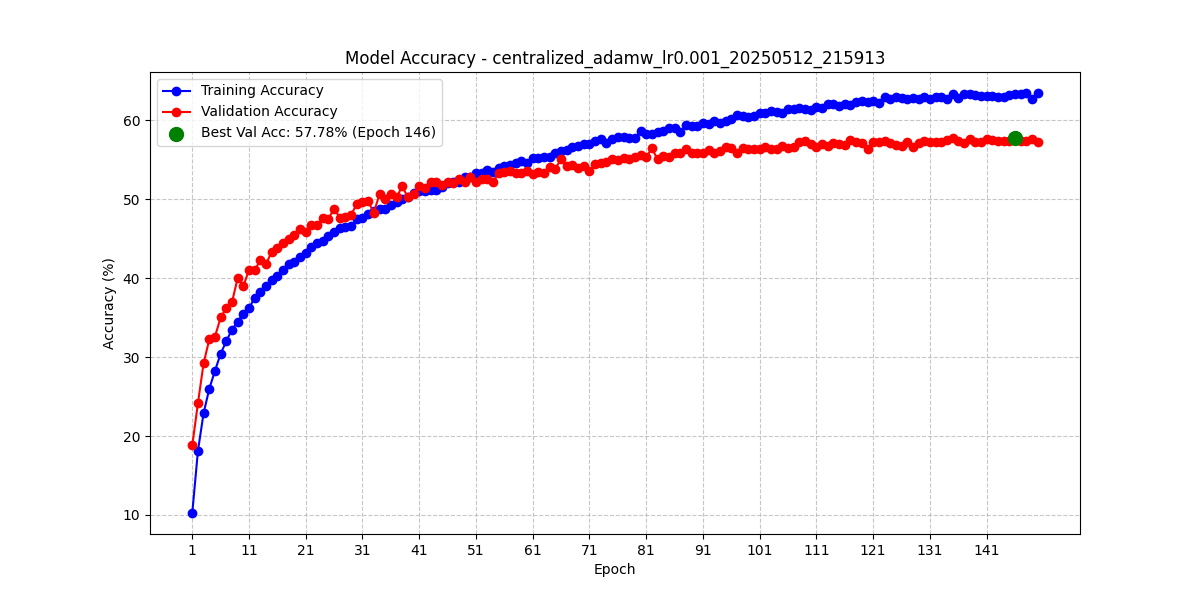 Model Accuracy - centralized_adamw_lr0.001_20250512_215913
Training Accuracy
Validation Accuracy
Best Val Acc: 57.78% (Epoch 146)
60
50
40
30
20
10
Accuracy (%)
1 11 21 31 41 51 61 71 81 91 101 111 121 131 141
Epoch